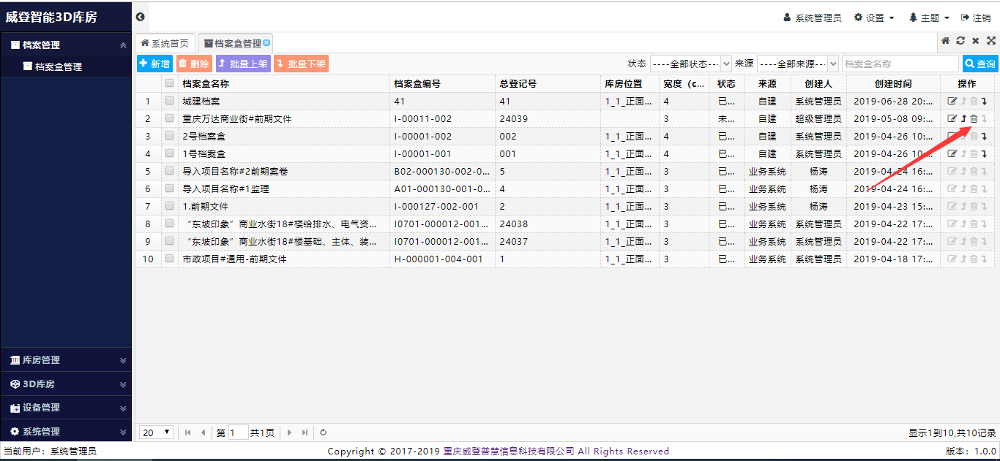 威登智能3D库房
系统管理员 设置 主题 注销
档案管理
档案盒管理
系统首页 档案盒管理
新增 删除 批量上架 批量下架 状态 ----全部状态--- 来源 ----全部来源--- 档案盒名称 查询
档案盒名称 档案盒编号 总登记号 库房位置 宽度（c... 状态 来源 创建人 创建时间 操作
1 城建档案 41 41 1_1_正面... 4 已... 自建 系统管理员 2019-06-28 20:...
2 重庆万达商业街#前期文件 I-00011-002 24039 3 未... 自建 超级管理员 2019-05-08 09:...
3 2号档案盒 I-00001-002 002 1_1_正面... 4 已... 自建 系统管理员 2019-04-26 10:...
4 1号档案盒 I-00001-001 001 1_1_正面... 4 已... 自建 系统管理员 2019-04-26 10:...
5 导入项目名称#2前期案卷 B02-000130-002-0... 5 1_1_正面... 3 已... 业务系统 杨涛 2019-04-24 16:...
6 导入项目名称#1监理 A01-000130-001-0... 4 1_1_正面... 3 已... 业务系统 杨涛 2019-04-24 16:...
7 1.前期文件 I-000127-002-001 2 1_1_正面... 3 已... 业务系统 杨涛 2019-04-23 15:...
8 “东坡印象”商业水街18#楼给排水、电气资... I0701-000012-001... 24038 1_1_正面... 3 已... 业务系统 系统管理员 2019-04-22 17:...
9 “东坡印象”商业水街18#楼基础、主体、装... I0701-000012-001... 24037 1_1_正面... 3 已... 业务系统 系统管理员 2019-04-22 17:...
10 市政项目#通用-前期文件 H-000001-004-001 1 1_1_正面... 3 已... 业务系统 系统管理员 2019-04-18 17:...
库房管理
3D库房
设备管理
系统管理
20 第 1 共1页 显示1到10,共10记录
当前用户：系统管理员 Copyright © 2017-2019 重庆威登普慧信息科技有限公司 All Rights Reserved 版本：1.0.0